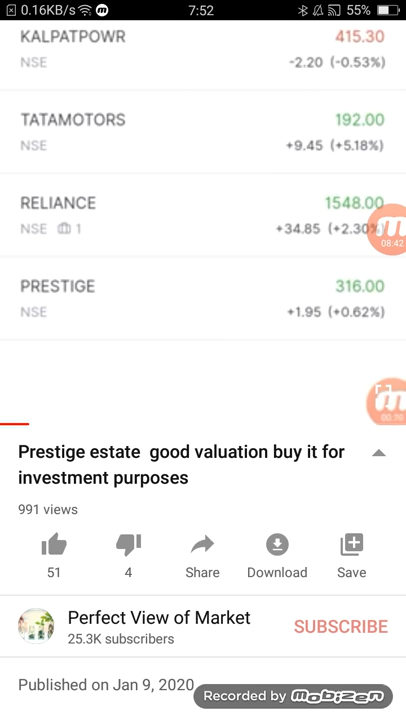 0.16KB/s 7:52 55%
KALPATPOWR 415.30
NSE -2.20 (-0.53%)
TATAMOTORS 192.00
NSE +9.45 (+5.18%)
RELIANCE 1548.00
NSE 1 +34.85 (+2.30%)
08:42
PRESTIGE 316.00
NSE +1.95 (+0.62%)
Prestige estate good valuation buy it for
investment purposes
991 views
51 4 Share Download Save
Perfect View of Market
25.3K subscribers
SUBSCRIBE
Published on Jan 9, 2020
Recorded by mobizen